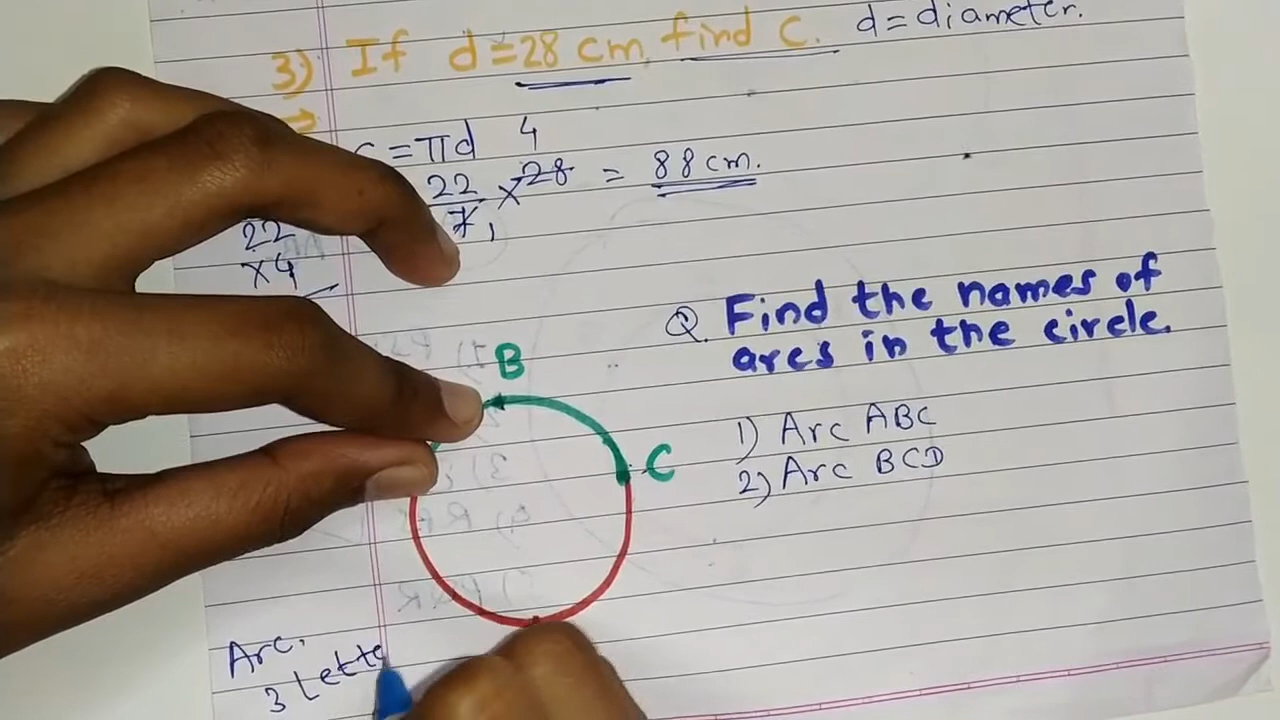 3) If d=28 cm, find c. d=diameter.
→
c = πd 4
22/7, × 28 = 88 cm.
22
×4
Q. Find the names of
arcs in the circle.
B
C
1) Arc ABC
2) Arc BCD
Arc.
3 Lette